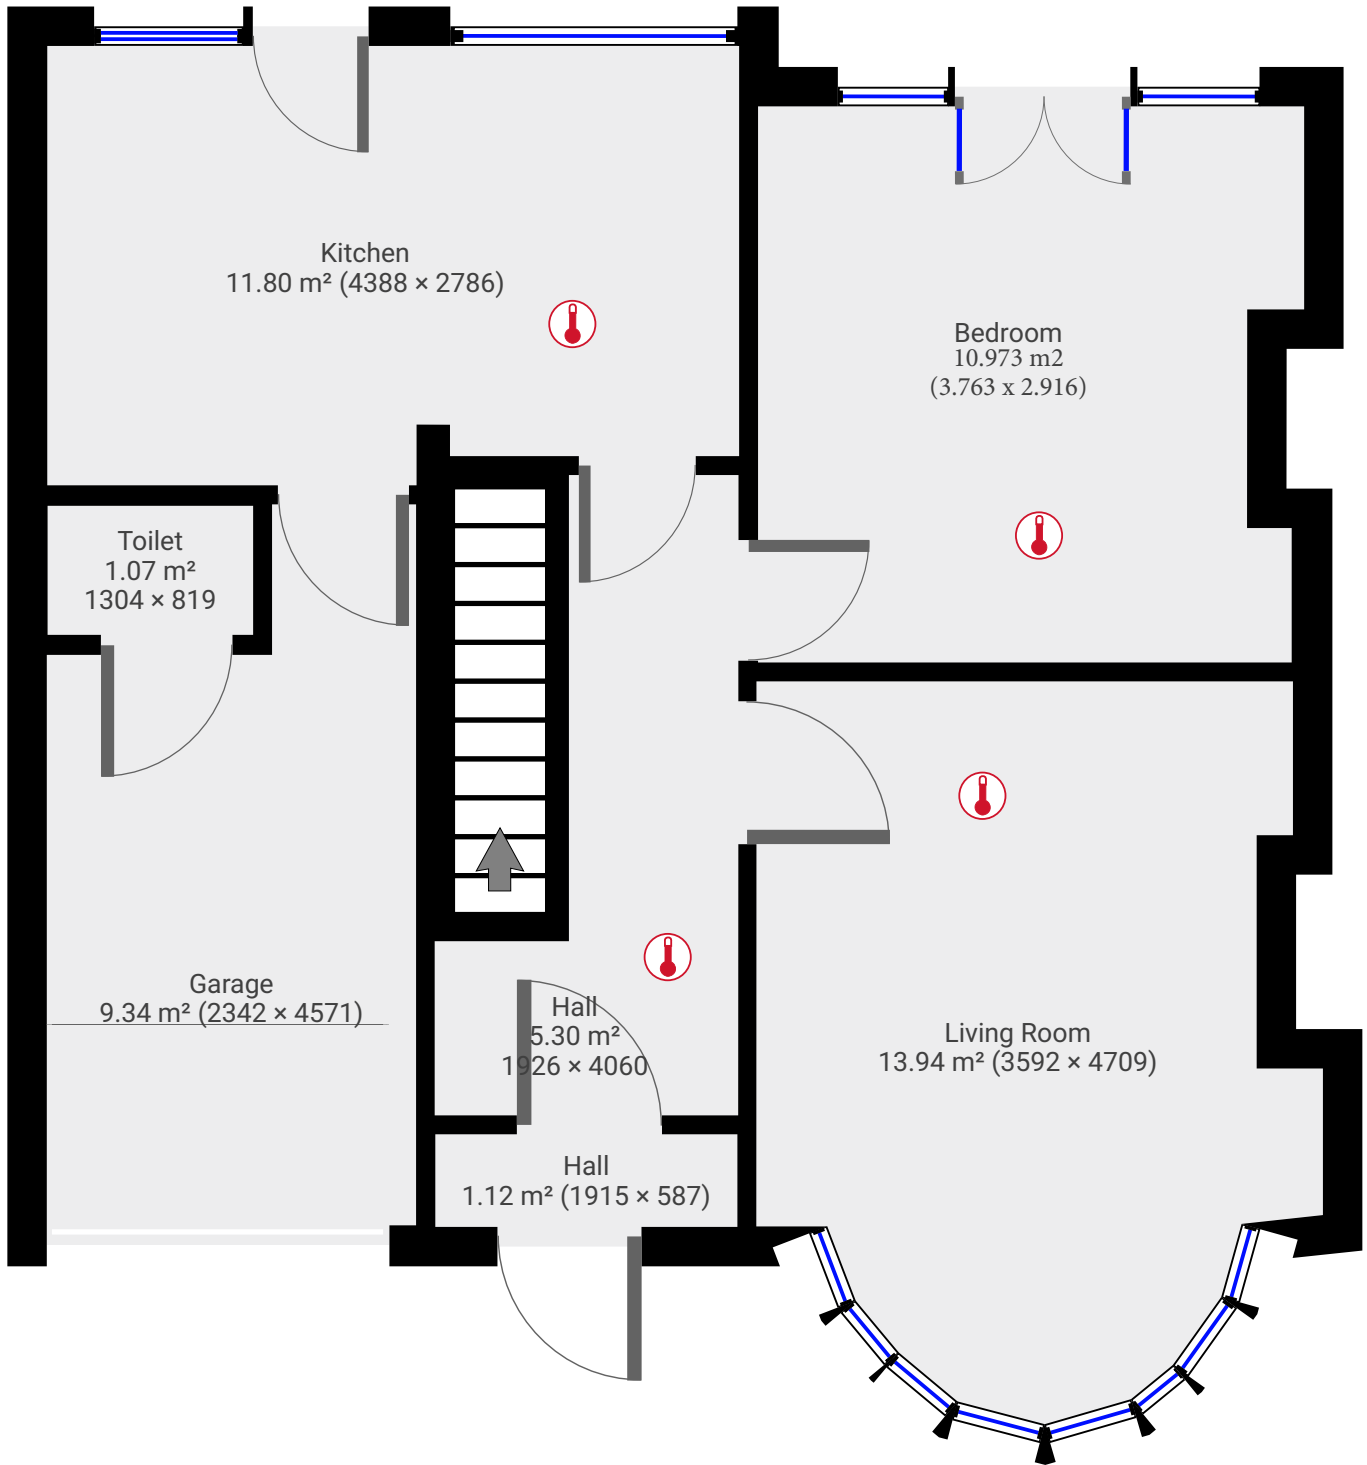 Kitchen
11.80 m² (4388 × 2786)
Bedroom
10.973 m2
(3.763 x 2.916)
Toilet
1.07 m²
1304 × 819
Garage
9.34 m² (2342 × 4571)
Hall
5.30 m²
1926 × 4060
Living Room
13.94 m² (3592 × 4709)
Hall
1.12 m² (1915 × 587)